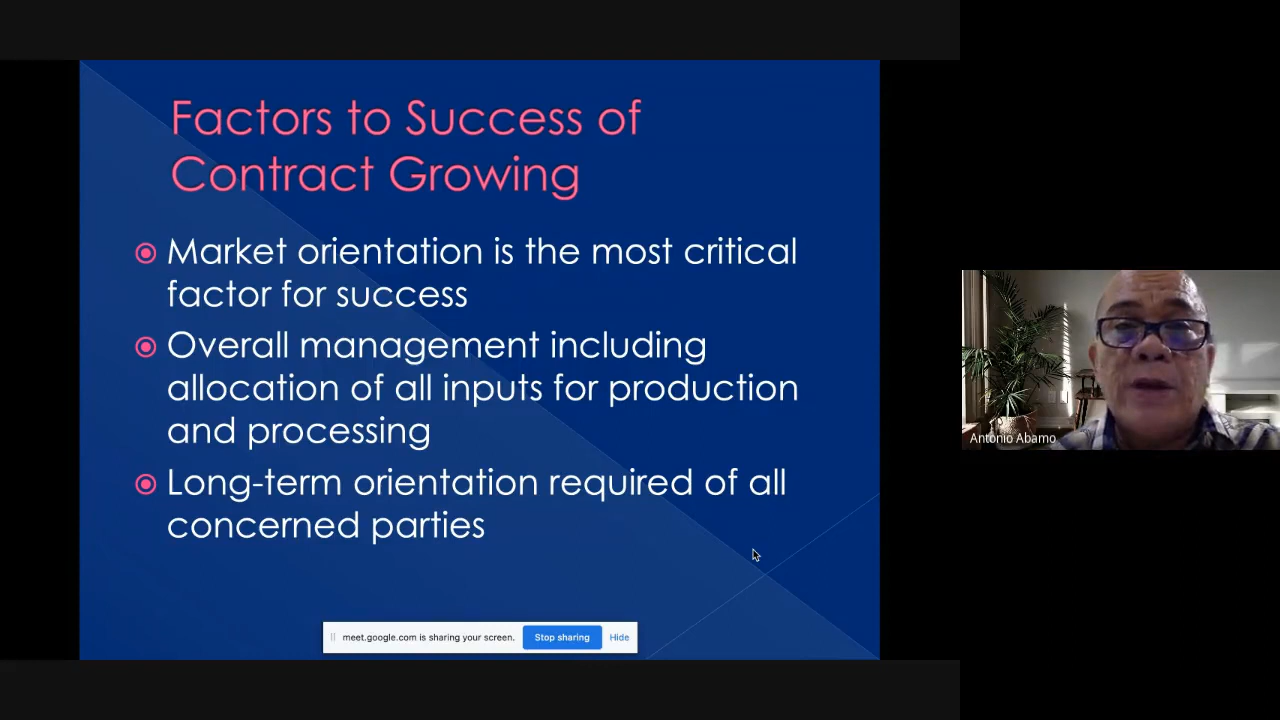 Factors to Success of
Contract Growing
Market orientation is the most critical
factor for success
Overall management including
allocation of all inputs for production
and processing
Long-term orientation required of all
concerned parties
meet.google.com is sharing your screen.
Stop sharing
Hide
Antonio Abamo